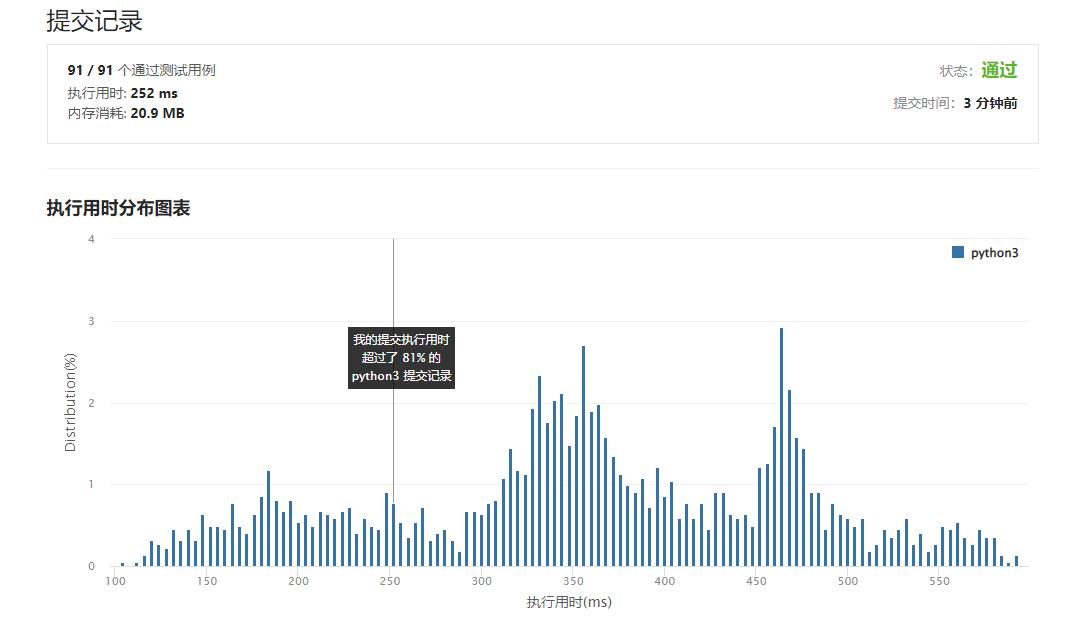 提交记录
91 / 91 个通过测试用例
状态：通过
执行用时: 252 ms
提交时间：3 分钟前
内存消耗: 20.9 MB
执行用时分布图表
python3
4
3
2
1
0
Distribution(%)
我的提交执行用时
超过了 81% 的
python3 提交记录
100 150 200 250 300 350 400 450 500 550
执行用时(ms)